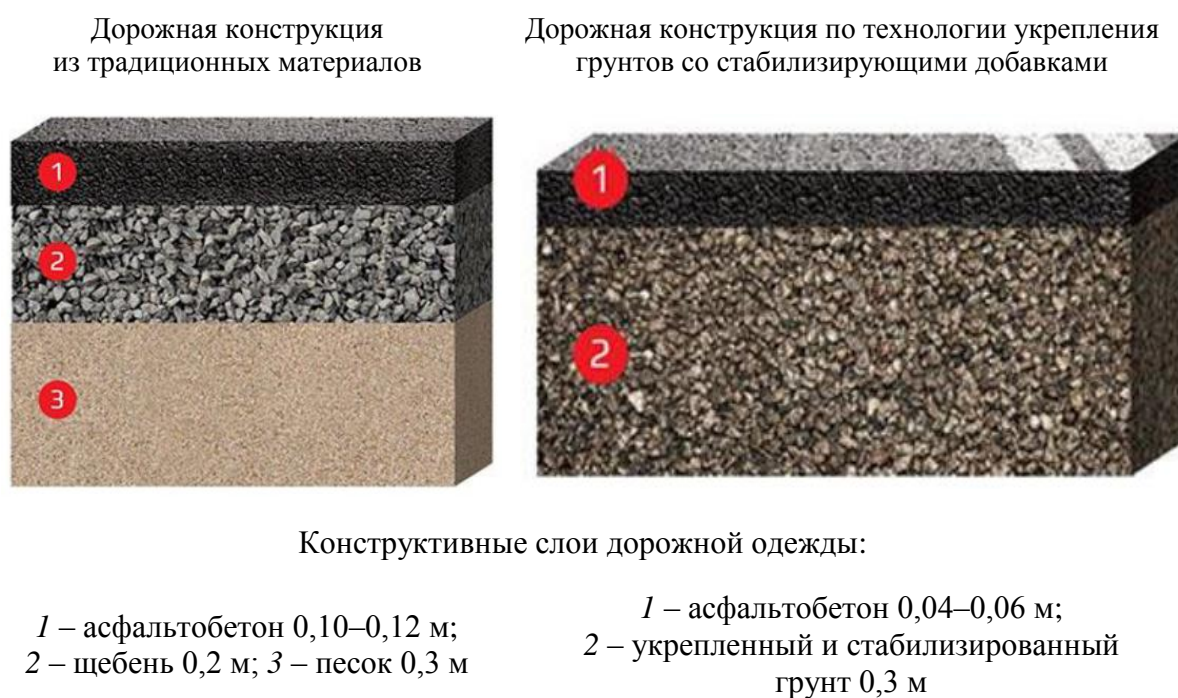 Дорожная конструкция
из традиционных материалов
Дорожная конструкция по технологии укрепления
грунтов со стабилизирующими добавками
1
2
3
1
2
Конструктивные слои дорожной одежды:
1 – асфальтобетон 0,10–0,12 м;
2 – щебень 0,2 м; 3 – песок 0,3 м
1 – асфальтобетон 0,04–0,06 м;
2 – укрепленный и стабилизированный
грунт 0,3 м